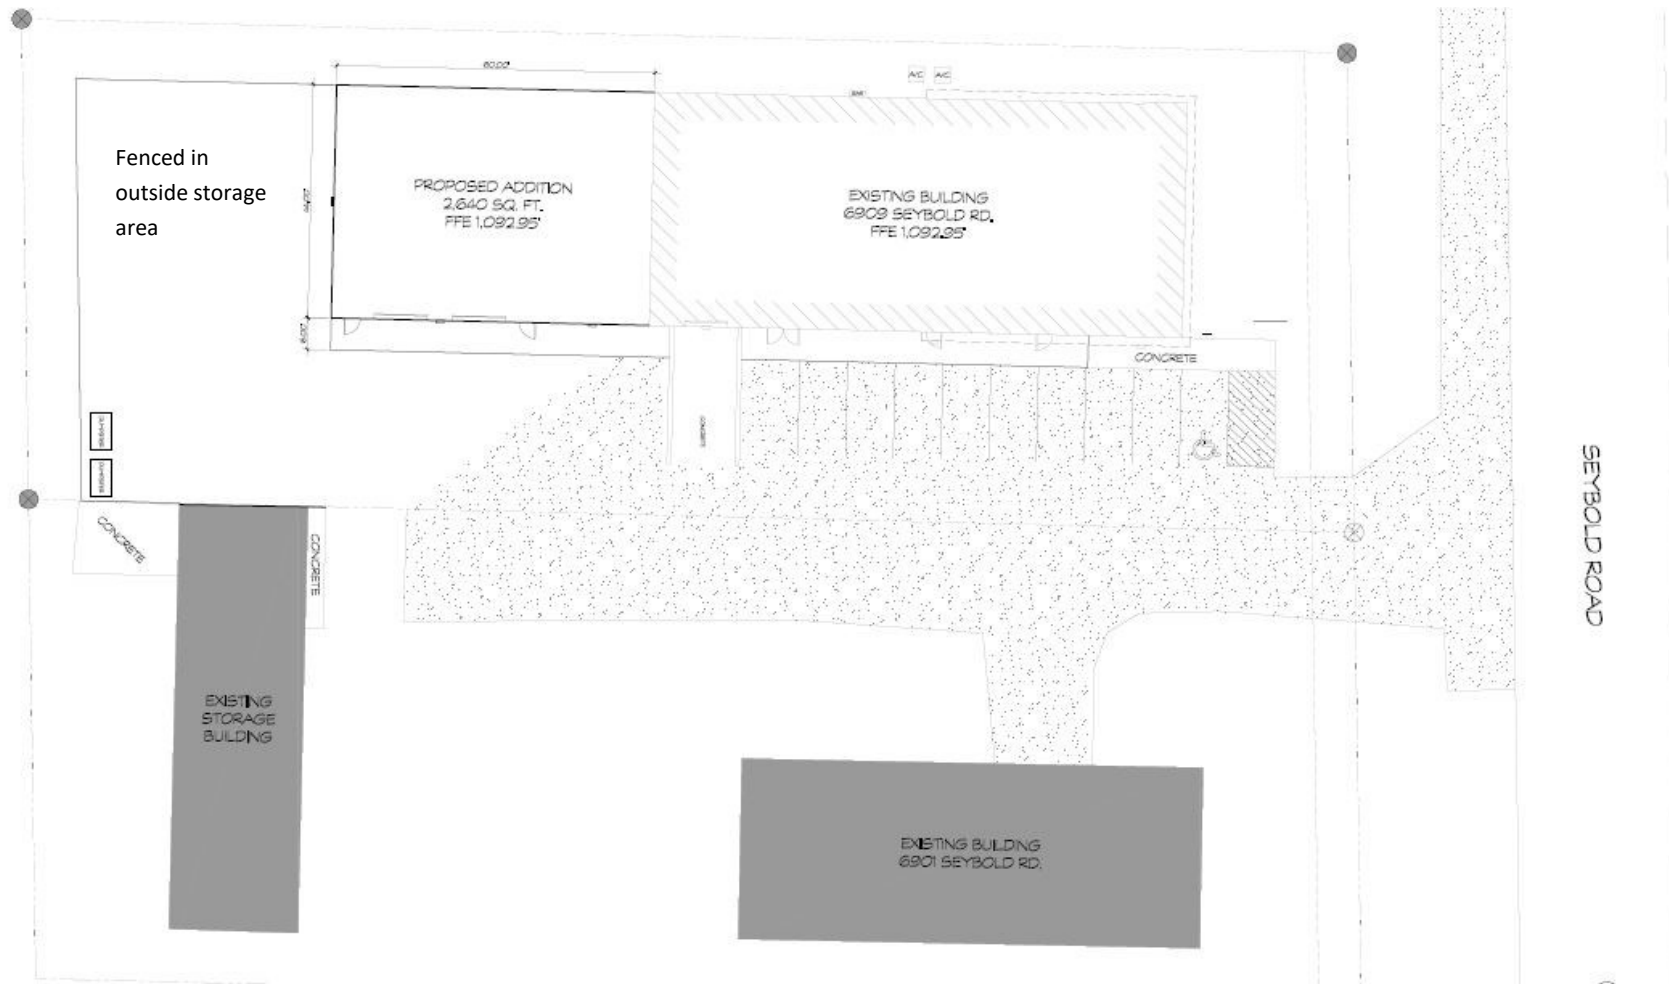 60.00'
A/C
A/C
Fenced in
outside storage
area
PROPOSED ADDITION
2,640 SQ. FT.
FFE 1,092.95'
EXISTING BUILDING
6909 SEYBOLD RD.
FFE 1,092.95'
CONCRETE
CONCRETE
CONCRETE
CONCRETE
SEYBOLD ROAD
EXISTING
STORAGE
BUILDING
EXISTING BUILDING
6901 SEYBOLD RD.